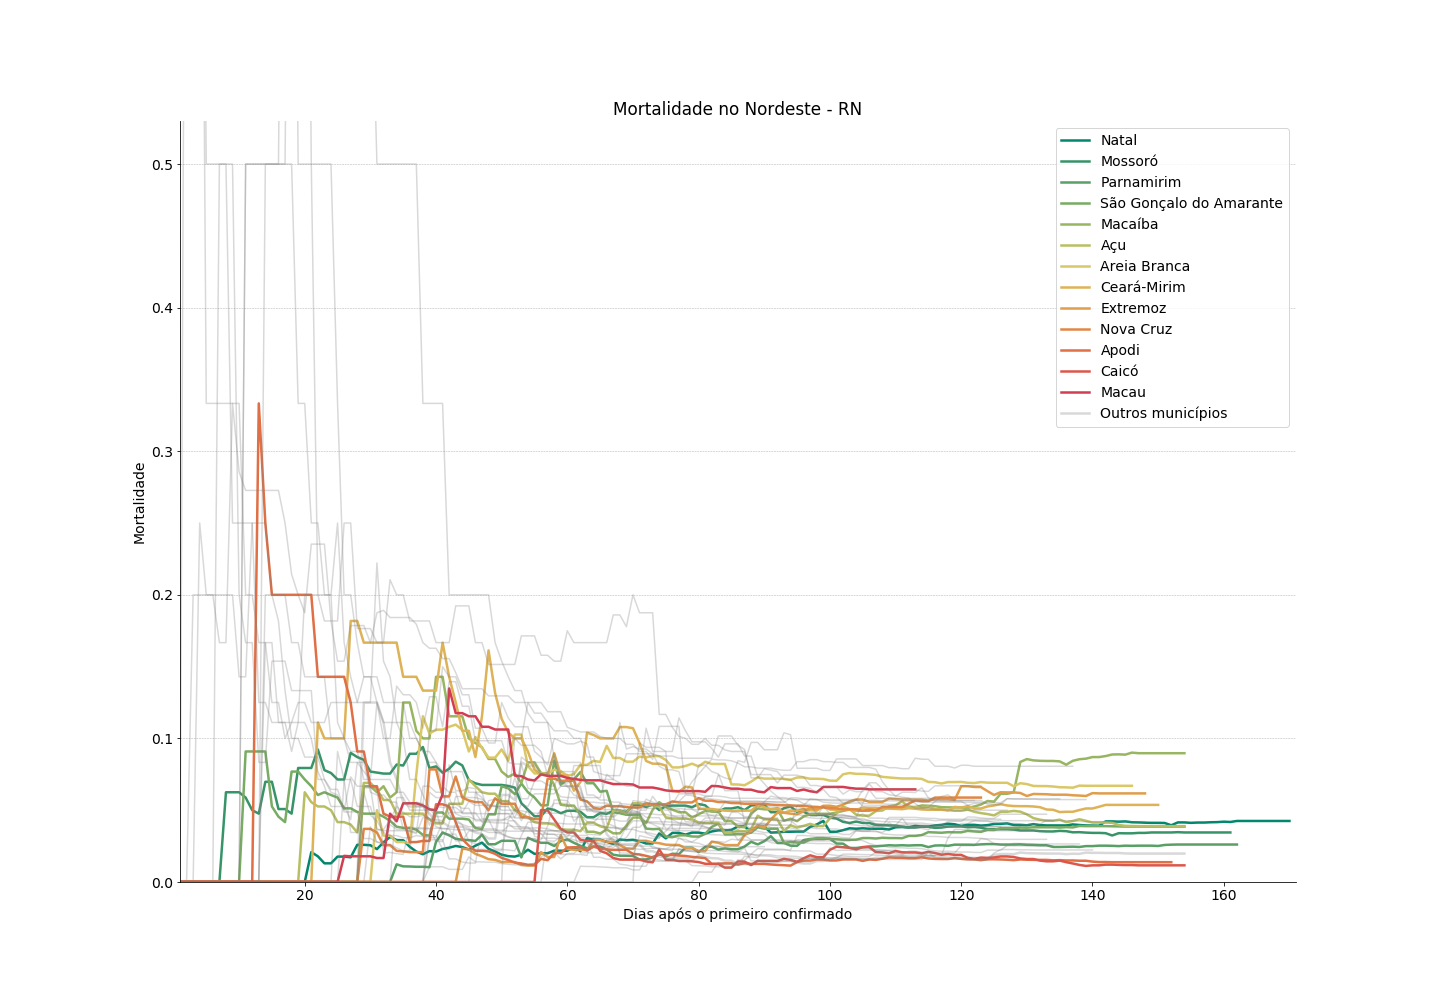 Mortalidade no Nordeste - RN
Mortalidade
0.5
0.4
0.3
0.2
0.1
0.0
20
40
60
80
100
120
140
160
Dias após o primeiro confirmado
Natal
Mossoró
Parnamirim
São Gonçalo do Amarante
Macaíba
Açu
Areia Branca
Ceará-Mirim
Extremoz
Nova Cruz
Apodi
Caicó
Macau
Outros municípios